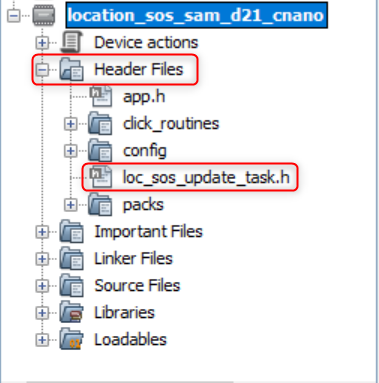 location_sos_sam_d21_cnano
Device actions
Header Files
app.h
click_routines
config
loc_sos_update_task.h
packs
Important Files
Linker Files
Source Files
Libraries
Loadables